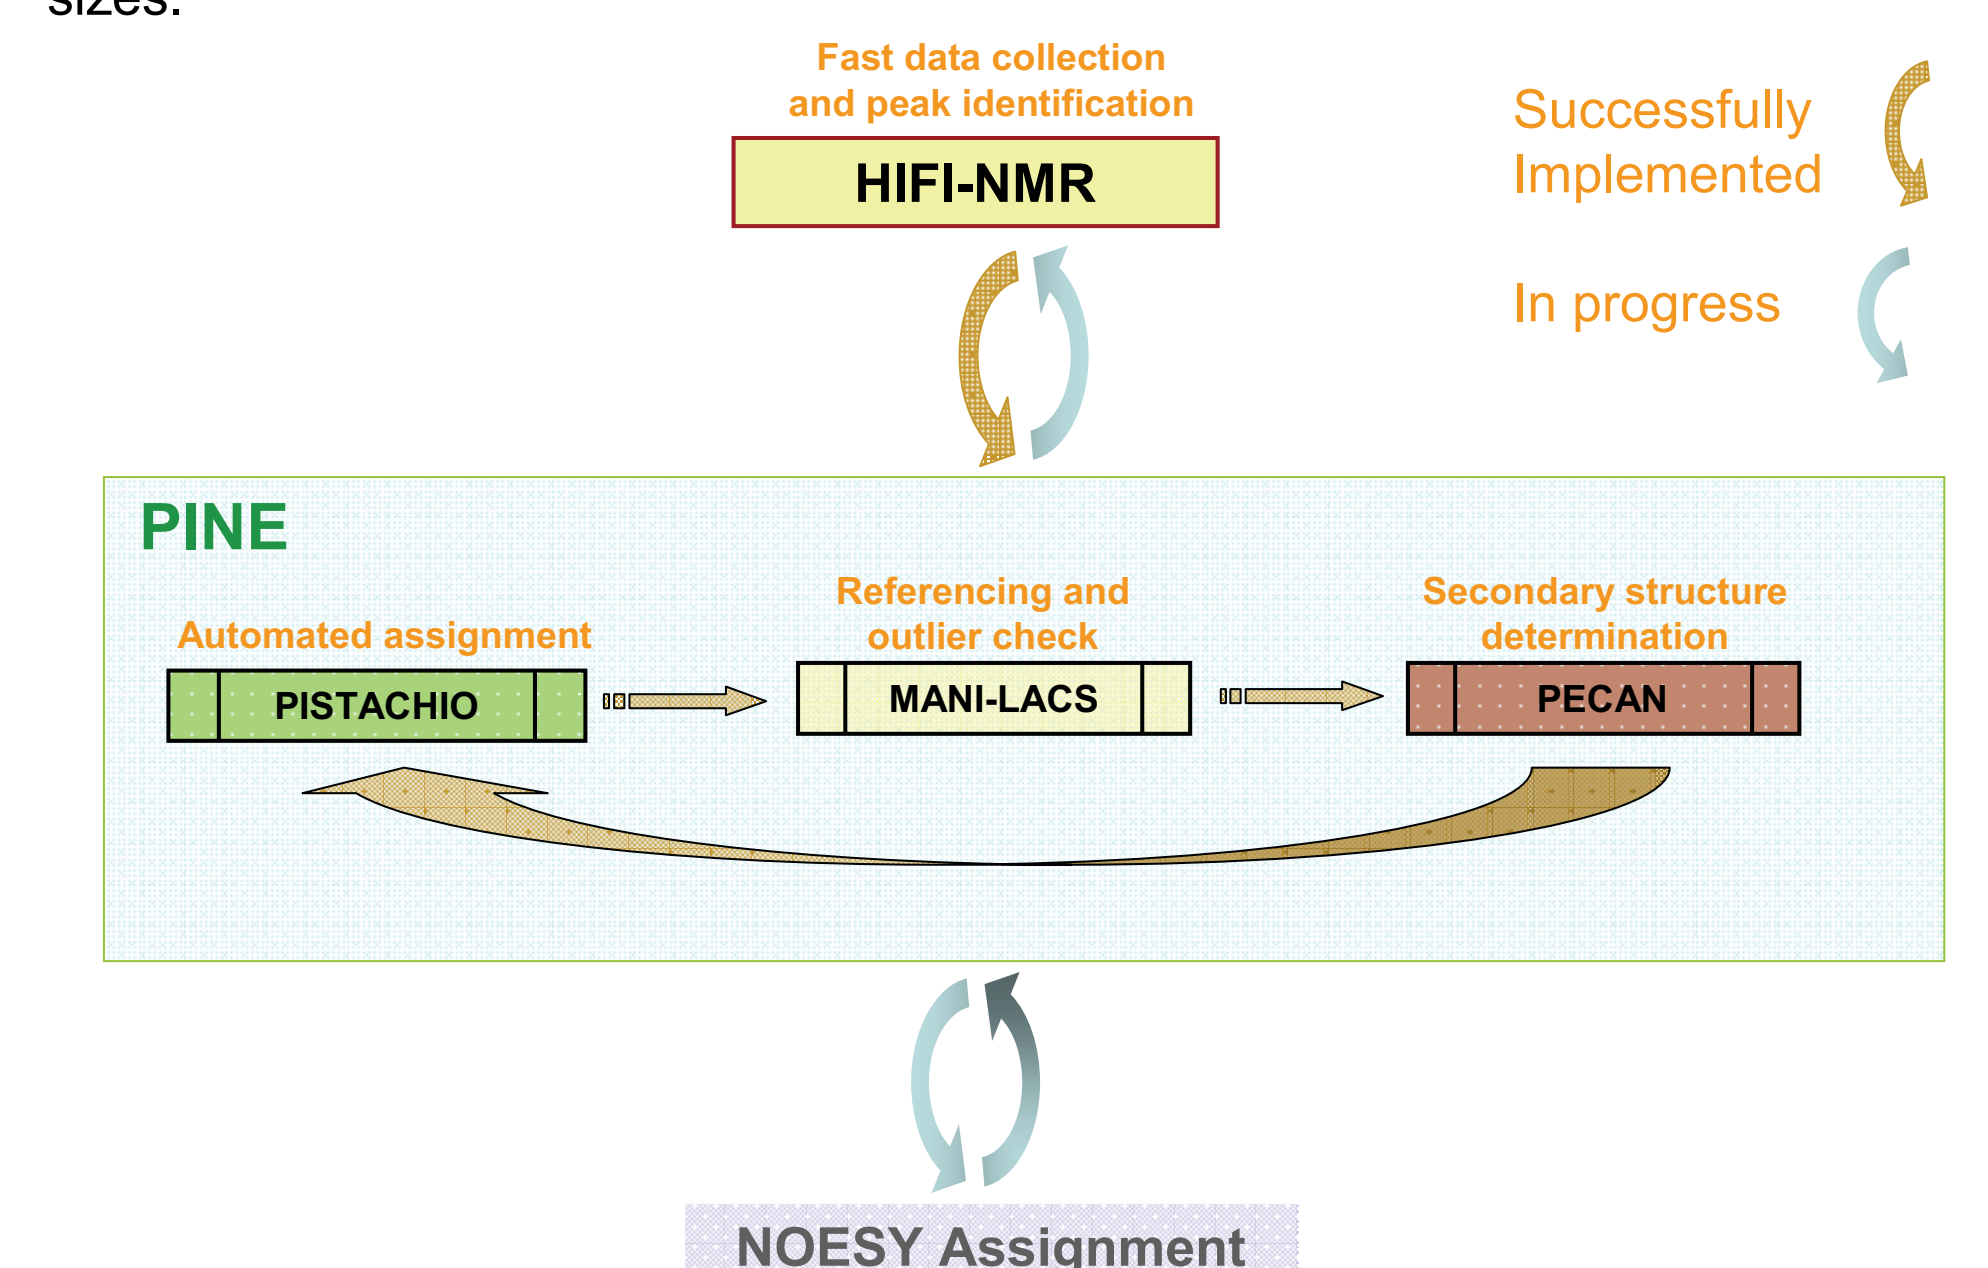 sizes.
Fast data collection
and peak identification
HIFI-NMR
Successfully
Implemented
In progress
PINE
Automated assignment
Referencing and
outlier check
Secondary structure
determination
PISTACHIO
MANI-LACS
PECAN
NOESY Assignment